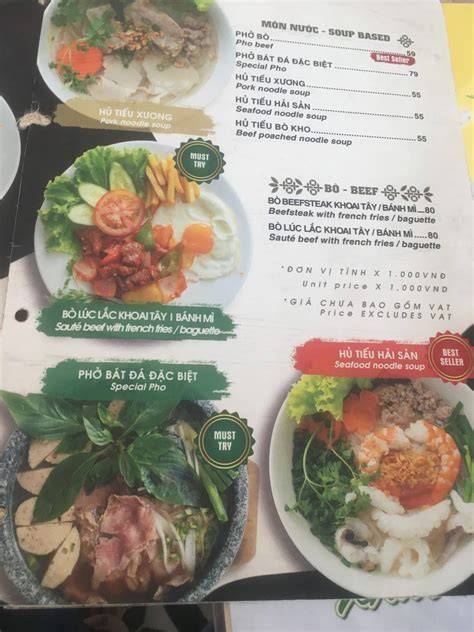 MÓN NƯỚC - SOUP BASED
PHỞ BÒ 59
Pho beef
Best Seller
PHỞ BÁT ĐÁ ĐẶC BIỆT 79
Special Pho
HỦ TIẾU XƯƠNG 55
Pork noodle soup
HỦ TIẾU HẢI SẢN 55
Seafood noodle soup
HỦ TIẾU BÒ KHO 55
Beef poached noodle soup
HỦ TIẾU XƯƠNG
Pork noodle soup
MUST
TRY
BÒ - BEEF
BÒ BEEFSTEAK KHOAI TÂY / BÁNH MÌ...80
Beefsteak with french fries / baguette
BÒ LÚC LẮC KHOAI TÂY / BÁNH MÌ.....80
Sauté beef with french fries / baguette
*ĐƠN VỊ TÍNH X 1.000VNĐ
Unit price X 1.000VNĐ
*GIÁ CHƯA BAO GỒM VAT
Price EXCLUDES VAT
BÒ LÚC LẮC KHOAI TÂY / BÁNH MÌ
Sauté beef with french fries / baguette
PHỞ BÁT ĐÁ ĐẶC BIỆT
Special Pho
MUST
TRY
HỦ TIẾU HẢI SẢN
Seafood noodle soup
BEST
SELLER